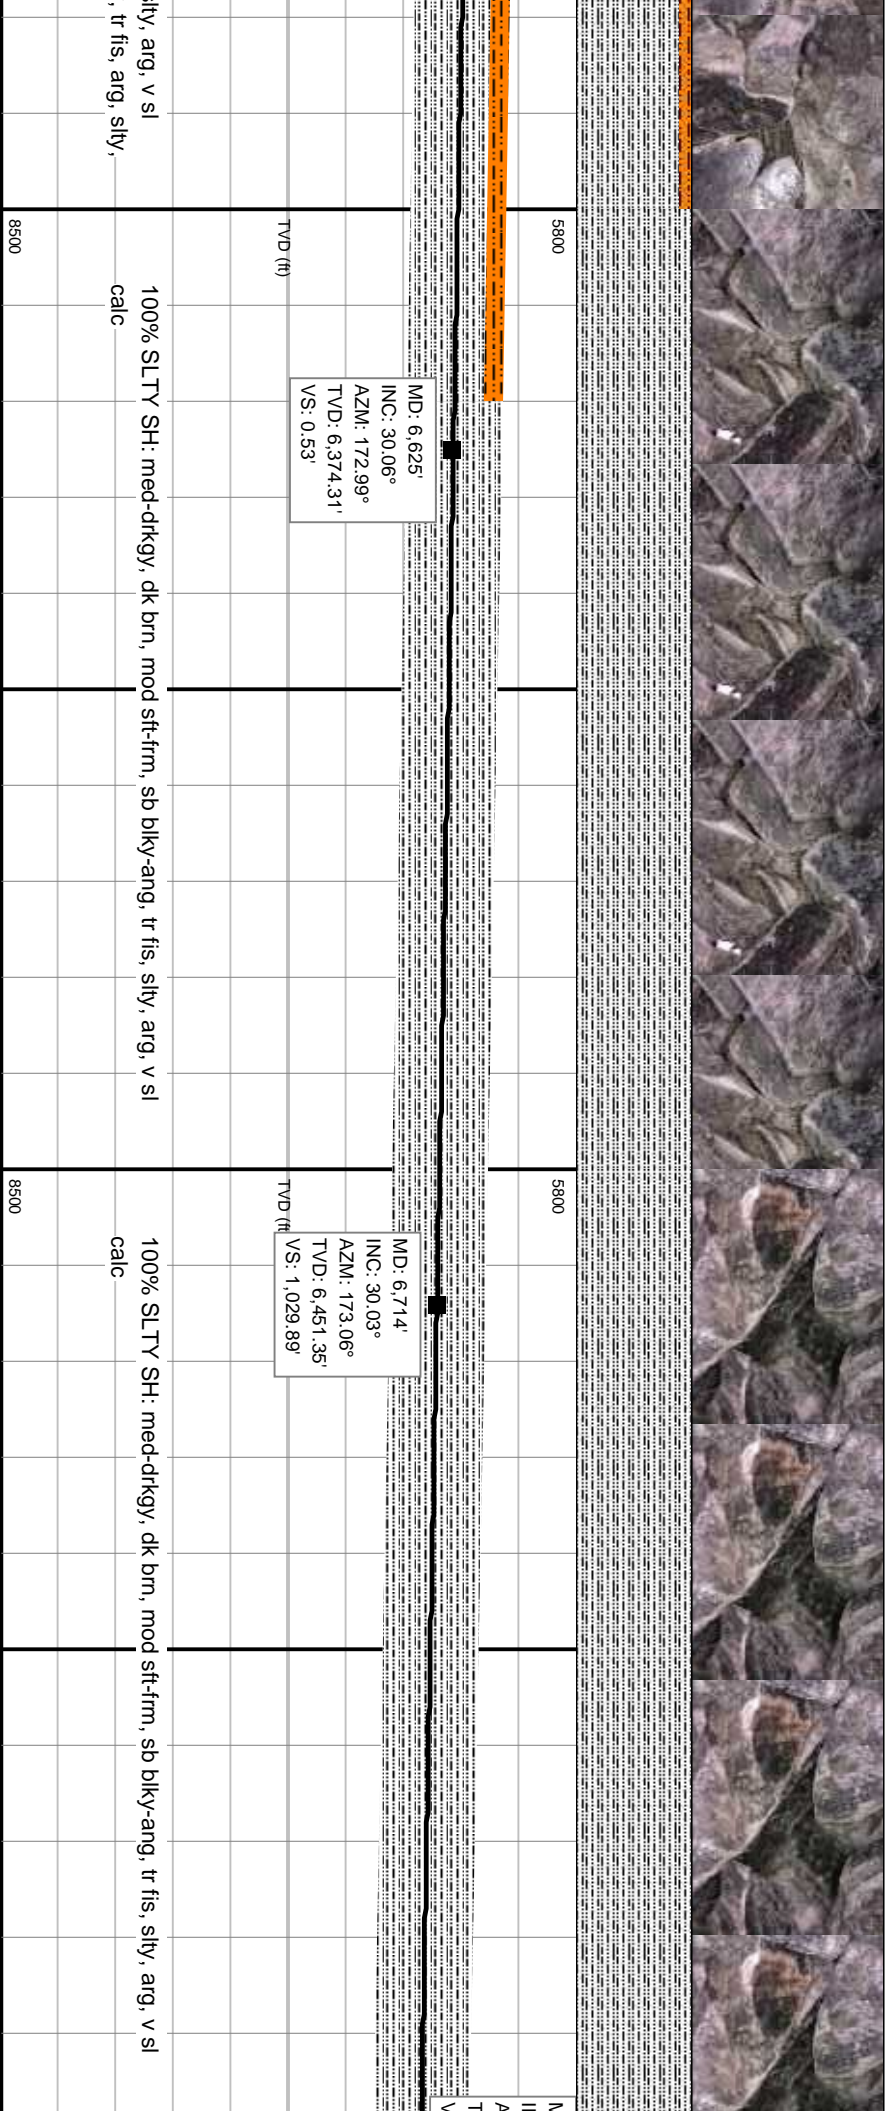 slty, arg, v sl
, tr fis, arg, slty,
5800
TVD (ft)
8500
100% SLTY SH: med-drkgy, dk brn, mod sft-frm, sb blky-ang, tr fis, slty, arg, v sl
calc
MD: 6,625'
INC: 30.06°
AZM: 172.99°
TVD: 6,374.31'
VS: 0.53'
5800
TVD (ft
8500
MD: 6,714'
INC: 30.03°
AZM: 173.06°
TVD: 6,451.35'
VS: 1,029.89'
100% SLTY SH: med-drkgy, dk brn, mod sft-frm, sb blky-ang, tr fis, slty, arg, v sl
calc